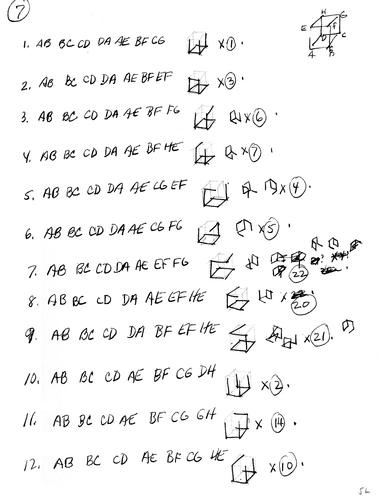 7
H G
E F
D C
A B
1. AB BC CD DA AE BF CG ×1.
2. AB BC CD DA AE BF EF ×3.
3. AB BC CD DA AE BF FG ×6.
4. AB BC CD DA AE BF HE ×7.
5. AB BC CD DA AE CG EF ×4.
6. AB BC CD DA AE CG FG ×5.
7. AB BC CD DA AE EF FG 22.
8. AB BC CD DA AE EF HE × 20
9. AB BC CD DA BF EF HE ×21.
10. AB BC CD AE BF CG DH ×2.
11. AB BC CD AE BF CG GH × 14.
12. AB BC CD AE BF CG HE ×10.
SL